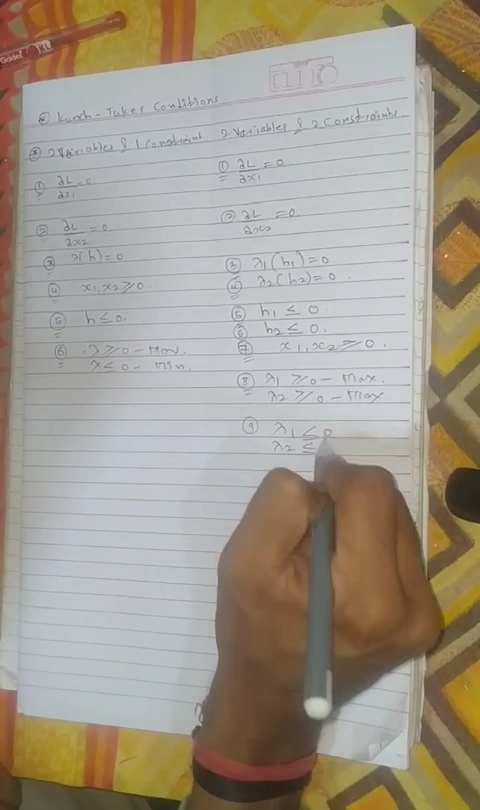 Kunch-Tuker Conditions
2 Variables & 1 Constraint
① ∂L/∂x1 = 0
② ∂L/∂x2 = 0
③ λ(h) = 0
④ x1, x2 ≥ 0.
⑤ h ≤ 0.
⑥ λ ≥ 0 - Max.
λ ≤ 0 - Min.
2 Variables & 2 Constraints
① ∂L/∂x1 = 0
② ∂L/∂x2 = 0.
③ λ1(h1) = 0
④ λ2(h2) = 0.
⑤ h1 ≤ 0
⑥ h2 ≤ 0.
⑦ x1, x2 ≥ 0.
⑧ λ1 ≥ 0 - Max.
λ2 ≥ 0 - Max
⑨ λ1 ≤ 0
λ2 ≤